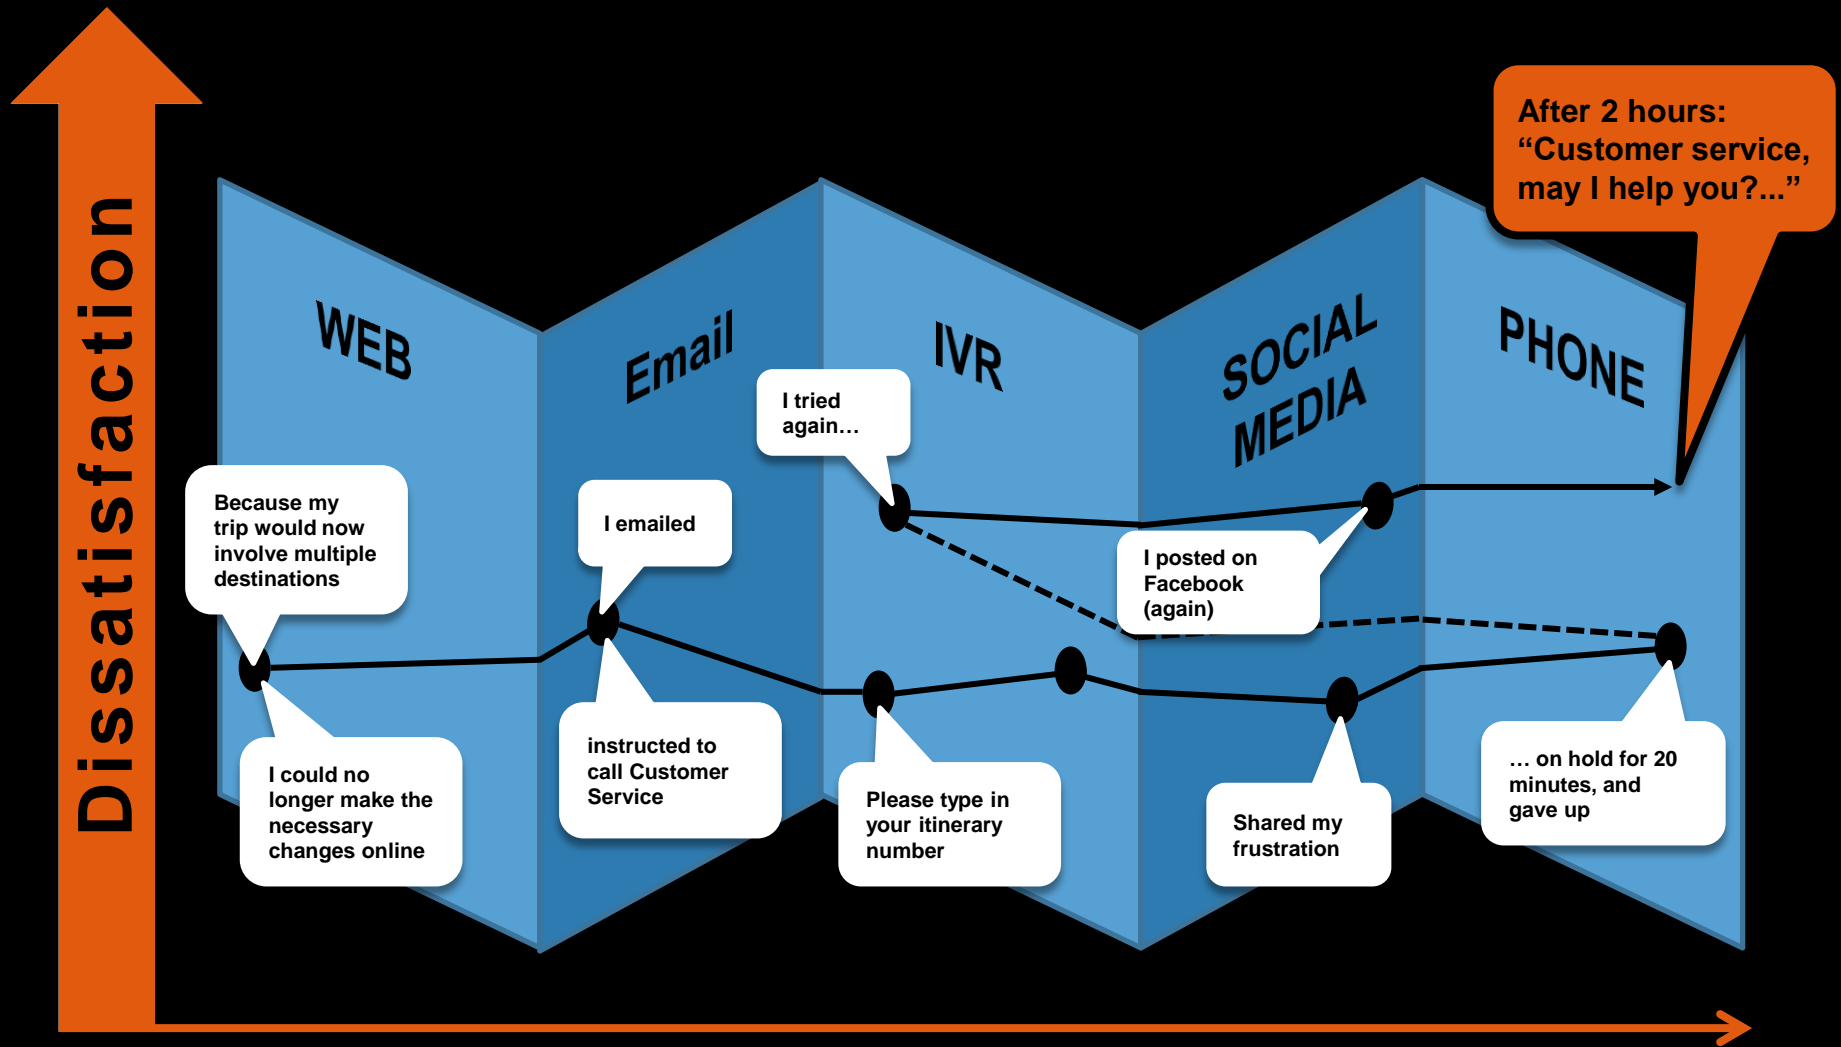 Dissatisfaction
WEB
Email
IVR
SOCIAL
MEDIA
PHONE
After 2 hours:
“Customer service,
may I help you?...”
Because my
trip would now
involve multiple
destinations
I could no
longer make the
necessary
changes online
I emailed
instructed to
call Customer
Service
I tried
again…
Please type in
your itinerary
number
I posted on
Facebook
(again)
Shared my
frustration
… on hold for 20
minutes, and
gave up